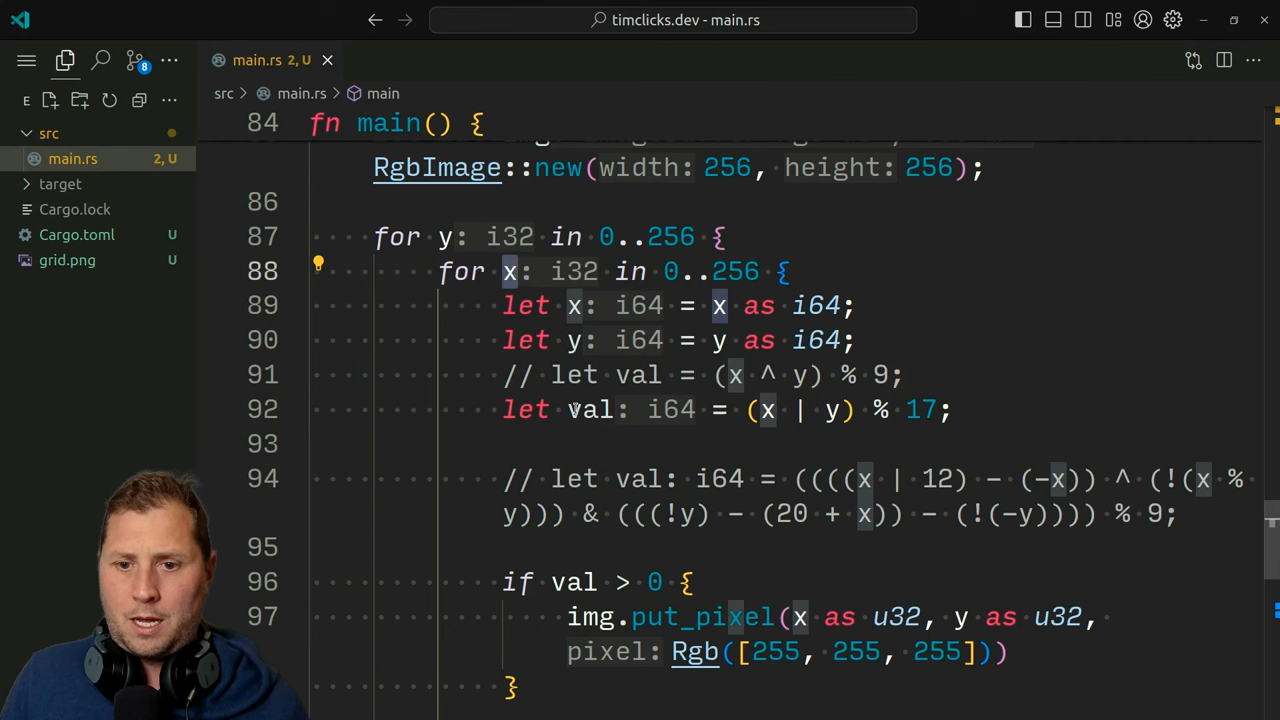 timclicks.dev - main.rs
main.rs 2, U
8
src > main.rs > main
E
src
main.rs 2, U
target
Cargo.lock
Cargo.toml U
grid.png U
84 fn main() {
RgbImage::new(width: 256, height: 256);
86
87 for y: i32 in 0..256 {
88 for x: i32 in 0..256 {
89 let x: i64 = x as i64;
90 let y: i64 = y as i64;
91 // let val = (x ^ y) % 9;
92 let val: i64 = (x | y) % 17;
93
94 // let val: i64 = ((((x | 12) - (-x)) ^ (!(x %
y))) & (((!y) - (20 + x)) - (!(-y)))) % 9;
95
96 if val > 0 {
97 img.put_pixel(x as u32, y as u32,
pixel: Rgb([255, 255, 255]))
}